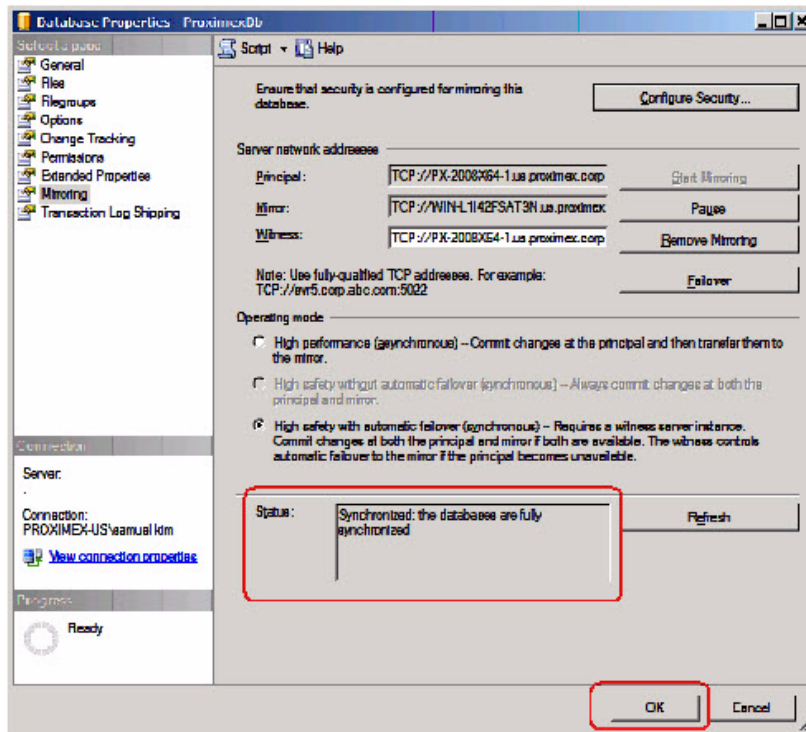 Database Properties - ProximexDb
Select a page
General
Files
Filegroups
Options
Change Tracking
Permissions
Extended Properties
Mirroring
Transaction Log Shipping
Script Help
Ensure that security is configured for mirroring this
database.
Configure Security...
Server network addresses
Principal: TCP://PX-2008X64-1.us.proximex.corp Start Mirroring
Mirror: TCP://WIN-L1I42FSAT3N.us.proximex Pause
Witness: TCP://PX-2008X64-1.us.proximex.corp Remove Mirroring
Note: Use fully-qualified TCP addresses. For example:
TCP://svr5.corp.abc.com:5022
Failover
Operating mode
High performance (asynchronous) – Commit changes at the principal and then transfer them to
the mirror.
High safety without automatic failover (synchronous) – Always commit changes at both the
principal and mirror.
High safety with automatic failover (synchronous) – Requires a witness server instance.
Commit changes at both the principal and mirror if both are available. The witness controls
automatic failover to the mirror if the principal becomes unavailable.
Connection
Server:
.
Connection:
PROXIMEX-US\samuel.kim
View connection properties
Status: Synchronized: the databases are fully
synchronized
Refresh
Progress
Ready
OK Cancel